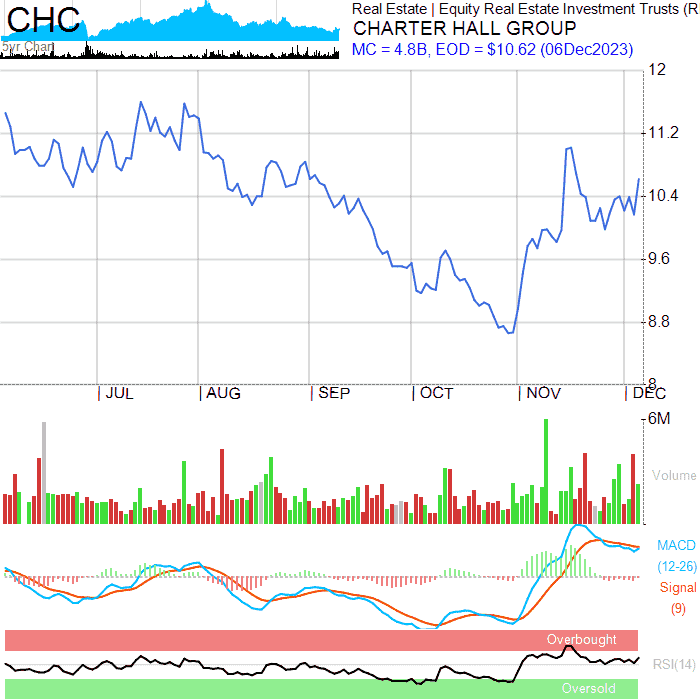 CHC
5yr Chart
Real Estate | Equity Real Estate Investment Trusts (R
CHARTER HALL GROUP
MC = 4.8B, EOD = $10.62 (06Dec2023)
12
11.2
10.4
9.6
8.8
8
| JUL | AUG | SEP | OCT | NOV | DEC
6M
Volume
MACD
(12-26)
Signal
(9)
Overbought
RSI(14)
Oversold